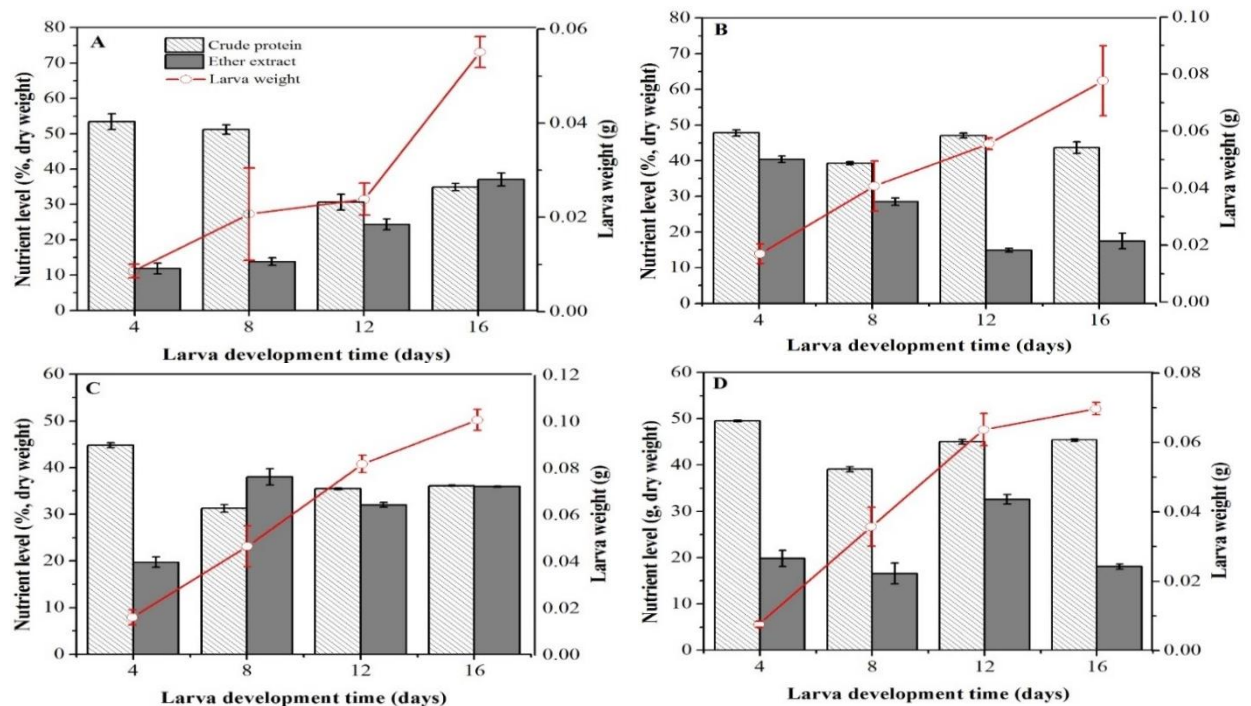 A
Crude protein
Ether extract
Larva weight
Nutrient level (%, dry weight)
80
70
60
50
40
30
20
10
0
4 8 12 16
Larva development time (days)
0.06
0.04
0.02
0.00
Larva weight (g)
B
Nutrient level (%, dry weight)
80
70
60
50
40
30
20
10
0
4 8 12 16
Larva development time (days)
0.10
0.08
0.06
0.04
0.02
0.00
Larva weight (g)
C
Nutrient level (%, dry weight)
60
50
40
30
20
10
0
4 8 12 16
Larva development time (days)
0.12
0.10
0.08
0.06
0.04
0.02
0.00
Larva weight (g)
D
Nutrient level (g, dry weight)
60
50
40
30
20
10
0
4 8 12 16
Larva development time (days)
0.08
0.06
0.04
0.02
0.00
Larva weight (g)